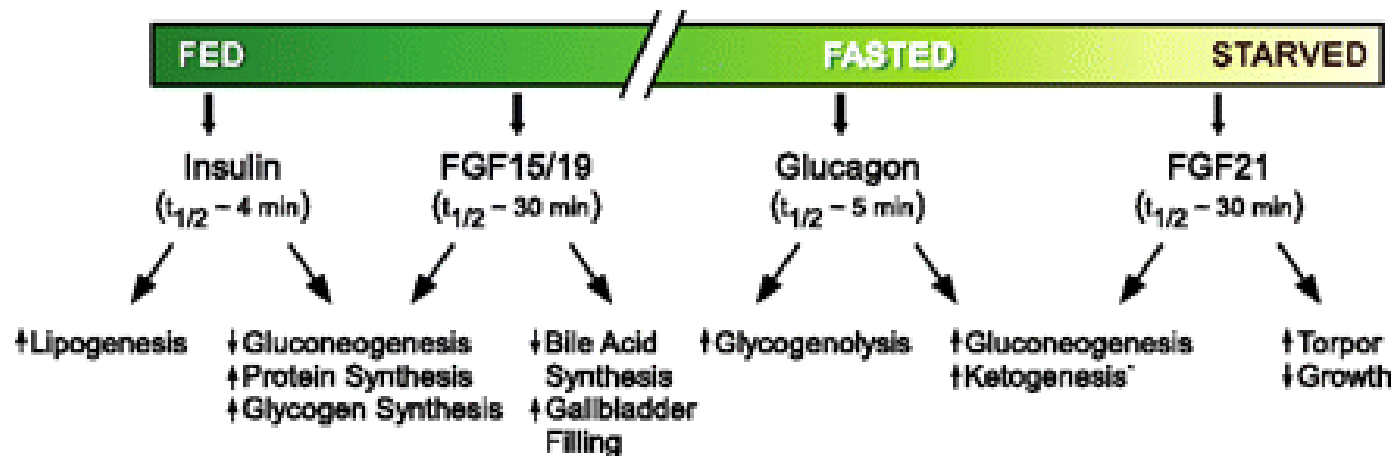 FED
FASTED
STARVED
Insulin
(t1/2 – 4 min)
FGF15/19
(t1/2 – 30 min)
Glucagon
(t1/2 – 5 min)
FGF21
(t1/2 – 30 min)
↑Lipogenesis
↓Gluconeogenesis
↑Protein Synthesis
↑Glycogen Synthesis
↓Bile Acid
Synthesis
↑Gallbladder
Filling
↑Glycogenolysis
↑Gluconeogenesis
↑Ketogenesis*
↑Torpor
↓Growth